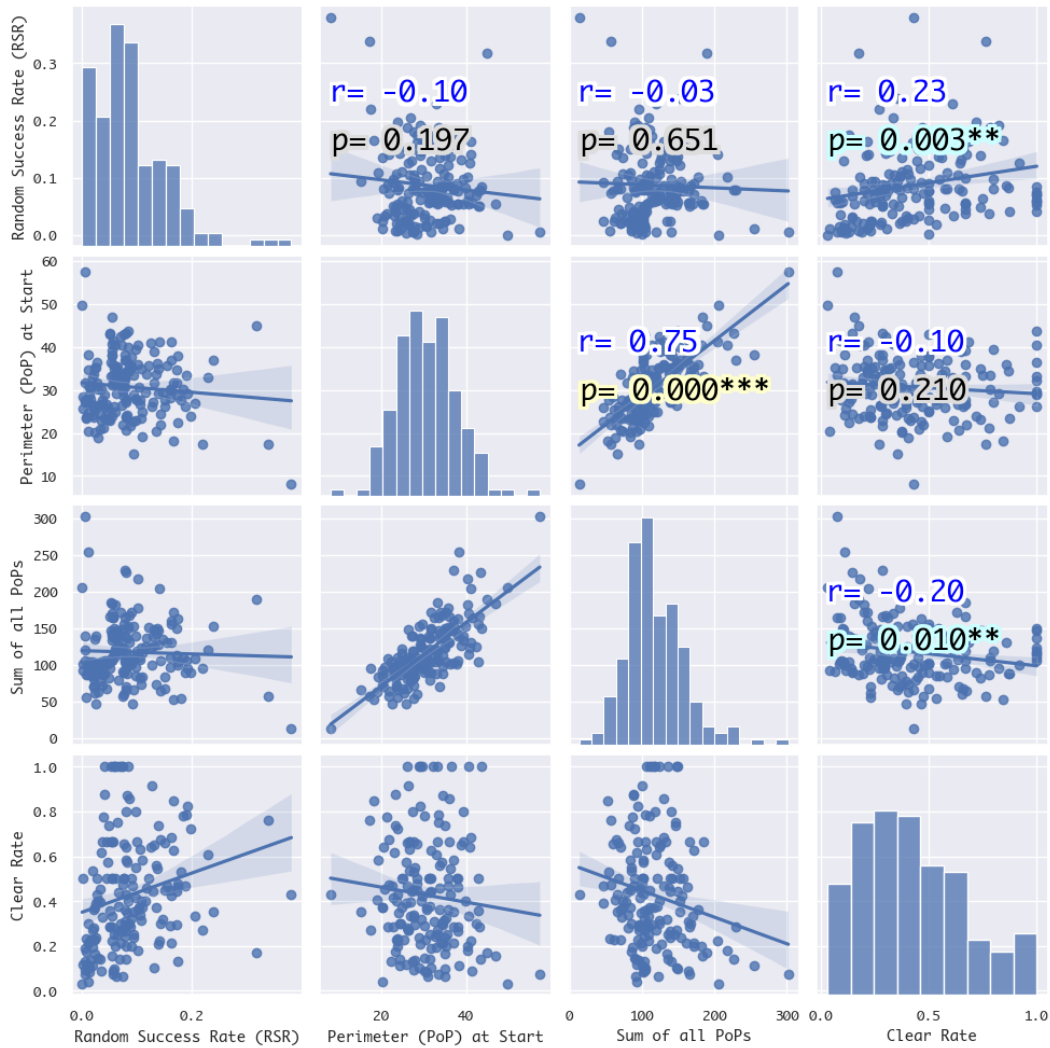 Random Success Rate (RSR)
0.3
0.2
0.1
0.0
r= -0.10
p= 0.197
r= -0.03
p= 0.651
r= 0.23
p= 0.003**
Perimeter (PoP) at Start
60
50
40
30
20
10
r= 0.75
p= 0.000***
r= -0.10
p= 0.210
Sum of all PoPs
300
250
200
150
100
50
0
r= -0.20
p= 0.010**
Clear Rate
1.0
0.8
0.6
0.4
0.2
0.0
0.0 0.2
Random Success Rate (RSR)
20 40
Perimeter (PoP) at Start
0 100 200 300
Sum of all PoPs
0.0 0.5 1.0
Clear Rate